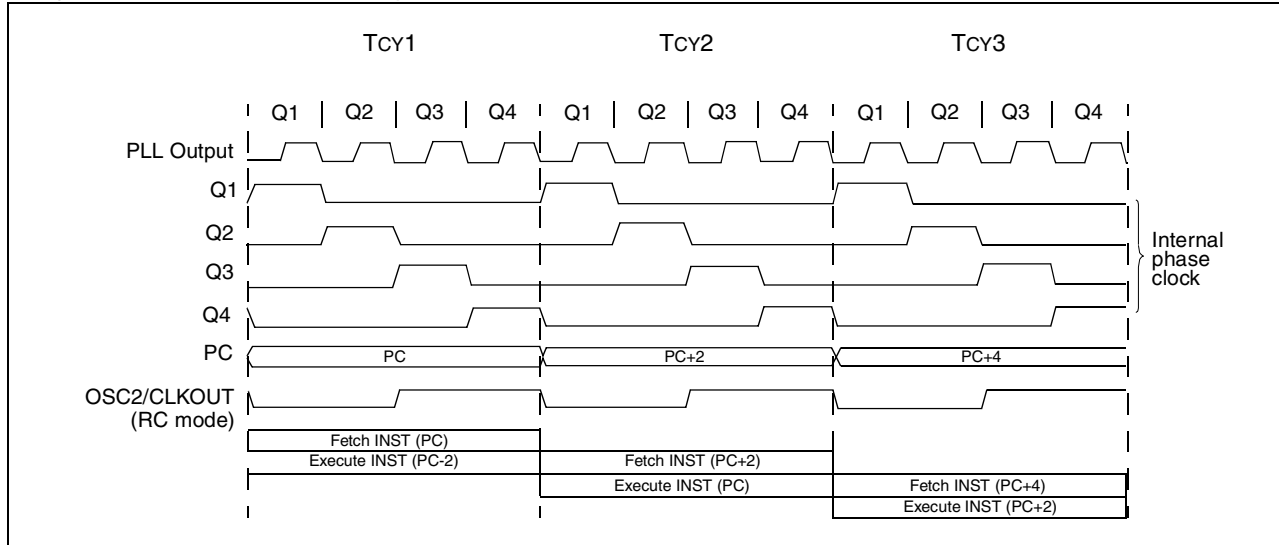 TCY1 TCY2 TCY3
Q1 Q2 Q3 Q4 Q1 Q2 Q3 Q4 Q1 Q2 Q3 Q4
PLL Output
Q1
Q2
Internal
phase
clock
Q3
Q4
PC PC PC+2 PC+4
OSC2/CLKOUT
(RC mode)
Fetch INST (PC)
Execute INST (PC-2) Fetch INST (PC+2)
Execute INST (PC) Fetch INST (PC+4)
Execute INST (PC+2)